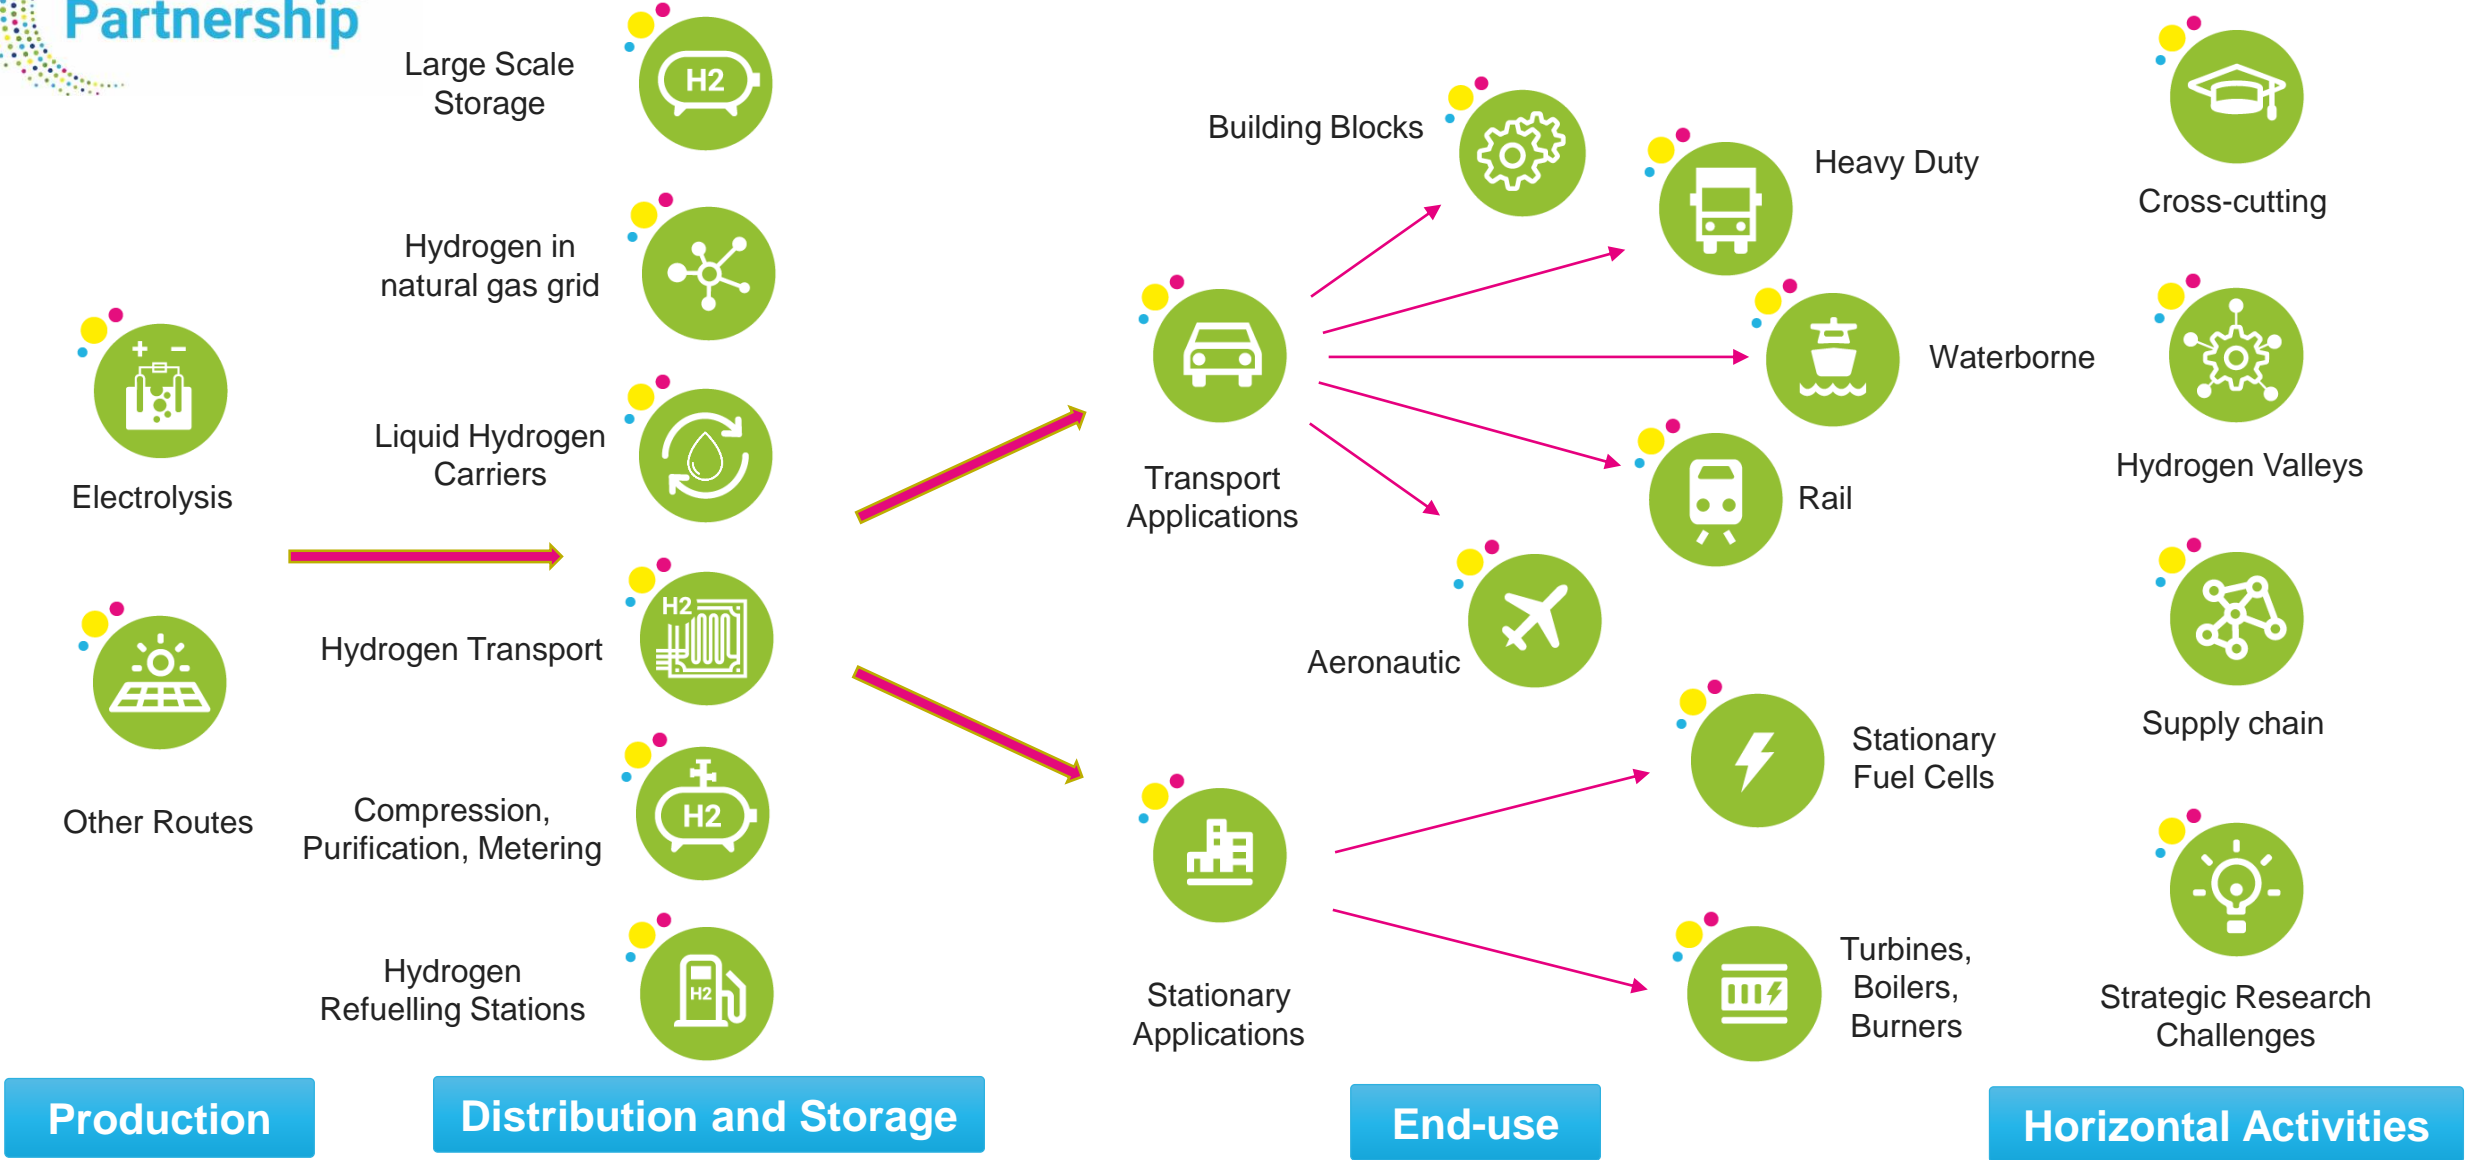 Partnership
Electrolysis
Other Routes
Production
Large Scale
Storage
H2
Hydrogen in
natural gas grid
Liquid Hydrogen
Carriers
Hydrogen Transport
H2
Compression,
Purification, Metering
H2
Hydrogen
Refuelling Stations
H2
Distribution and Storage
Transport
Applications
Building Blocks
Heavy Duty
Waterborne
Rail
Aeronautic
Stationary
Applications
Stationary
Fuel Cells
Turbines,
Boilers,
Burners
End-use
Cross-cutting
Hydrogen Valleys
Supply chain
Strategic Research
Challenges
Horizontal Activities